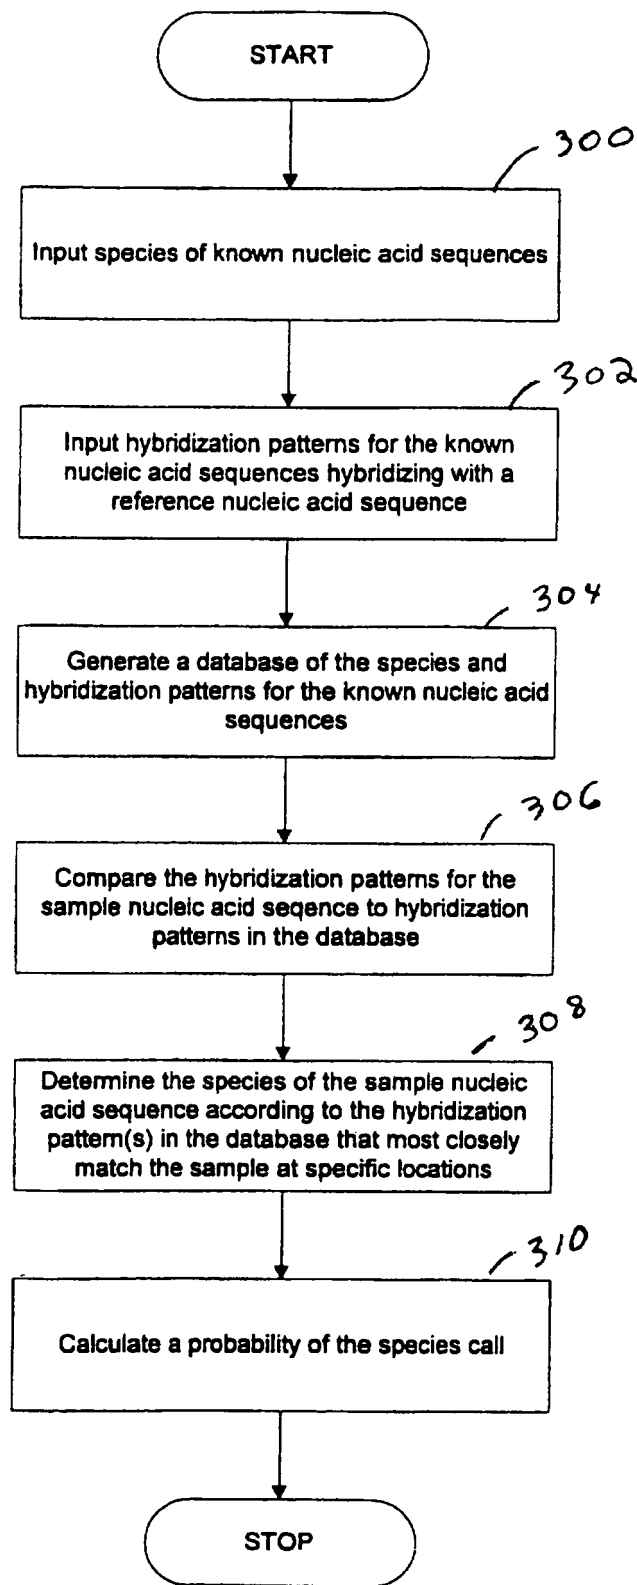 START
300
Input species of known nucleic acid sequences
302
Input hybridization patterns for the known
nucleic acid sequences hybridizing with a
reference nucleic acid sequence
304
Generate a database of the species and
hybridization patterns for the known nucleic acid
sequences
306
Compare the hybridization patterns for the
sample nucleic acid seqence to hybridization
patterns in the database
308
Determine the species of the sample nucleic
acid sequence according to the hybridization
pattern(s) in the database that most closely
match the sample at specific locations
310
Calculate a probability of the species call
STOP